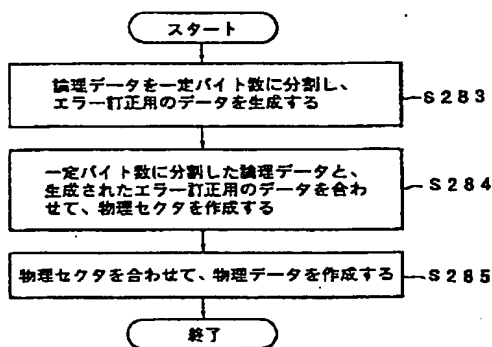 スタート
論理データを一定バイト数に分割し、
エラー訂正用のデータを生成する
S283
一定バイト数に分割した論理データと、
生成されたエラー訂正用のデータを合わ
せて、物理セクタを作成する
S284
物理セクタを合わせて、物理データを作成する
S285
終了